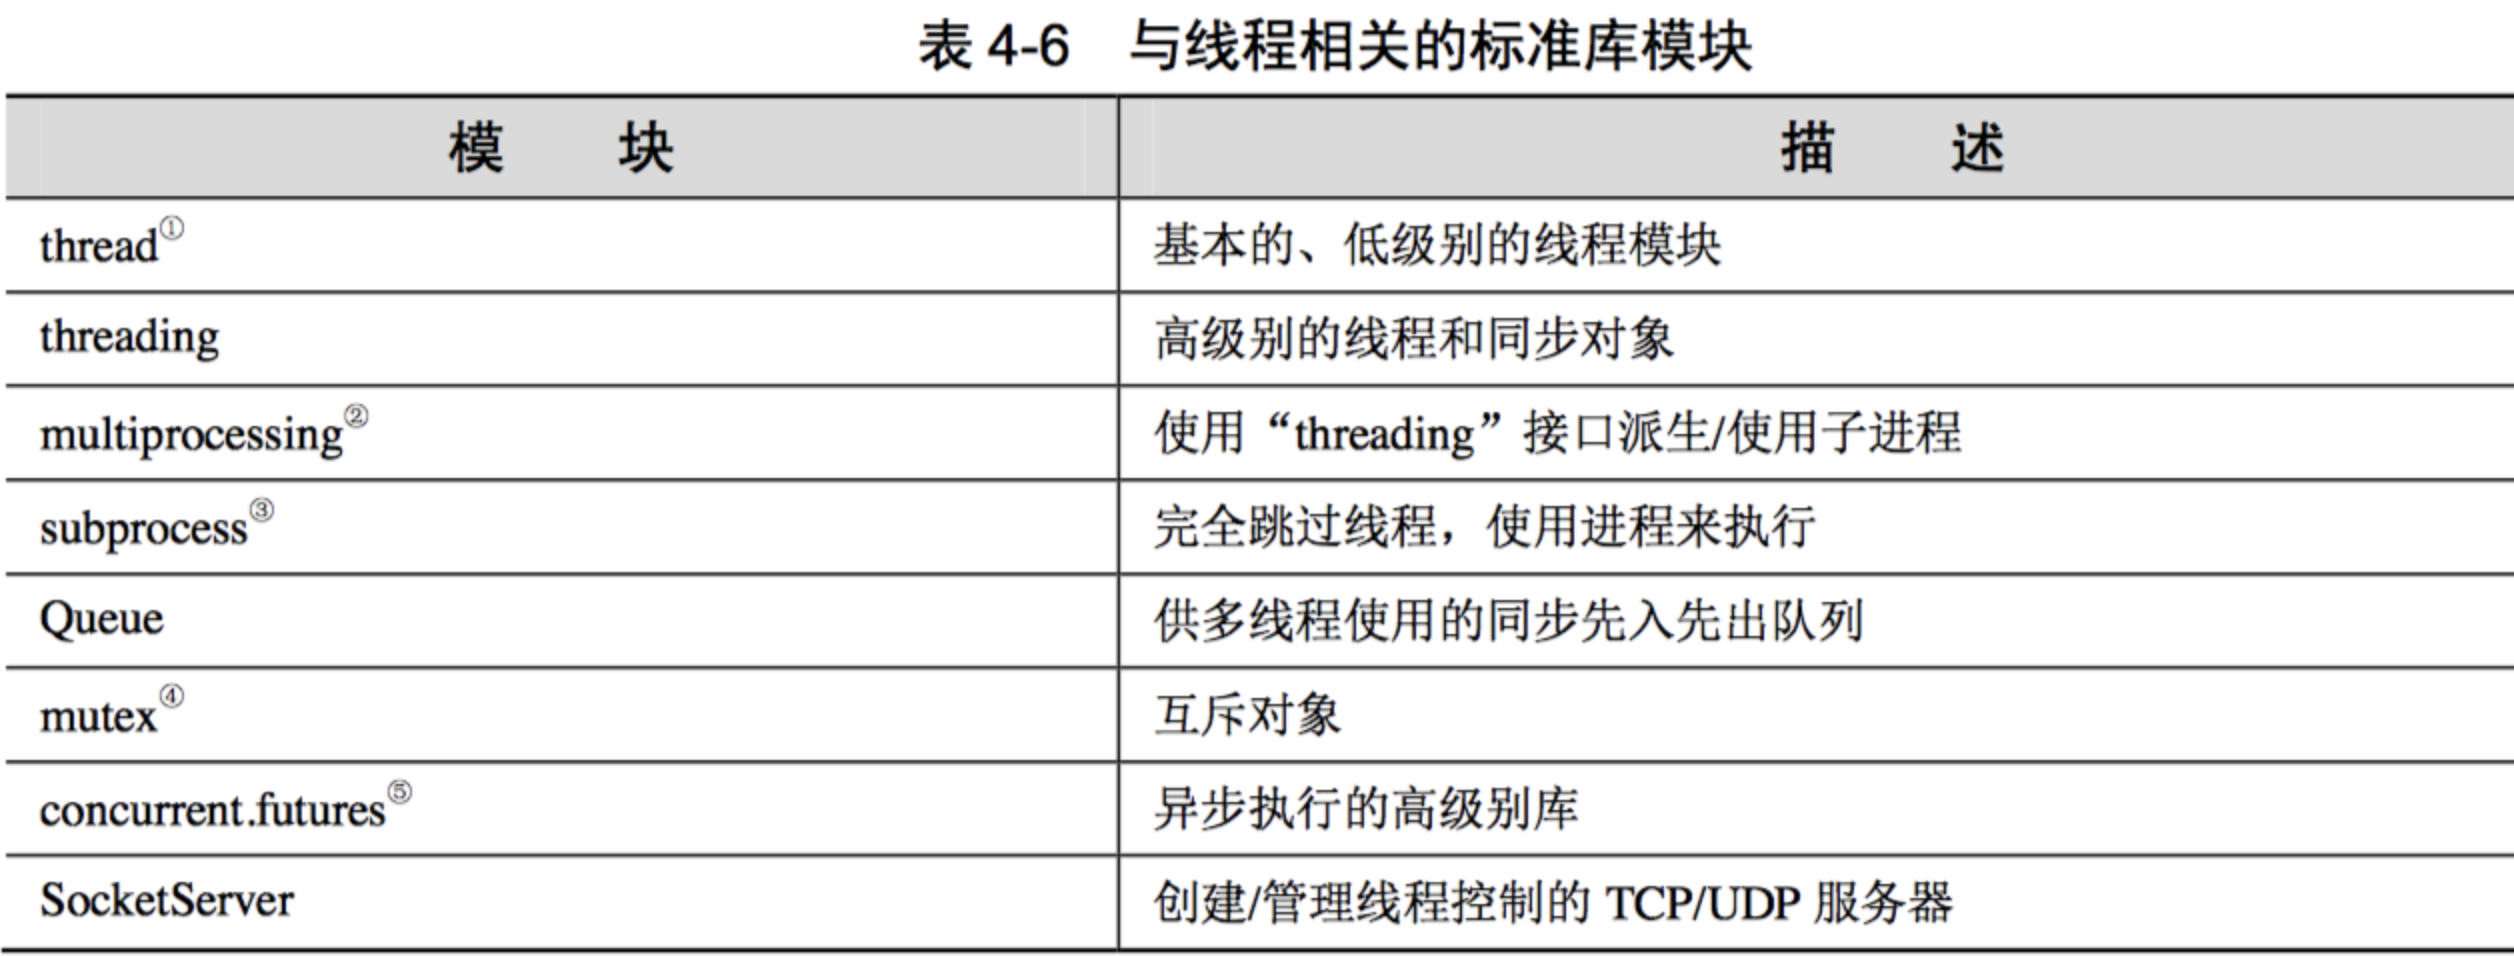 表 4-6 与线程相关的标准库模块
模 块 描 述
thread① 基本的、低级别的线程模块
threading 高级别的线程和同步对象
multiprocessing② 使用“threading”接口派生/使用子进程
subprocess③ 完全跳过线程，使用进程来执行
Queue 供多线程使用的同步先入先出队列
mutex④ 互斥对象
concurrent.futures⑤ 异步执行的高级别库
SocketServer 创建/管理线程控制的 TCP/UDP 服务器